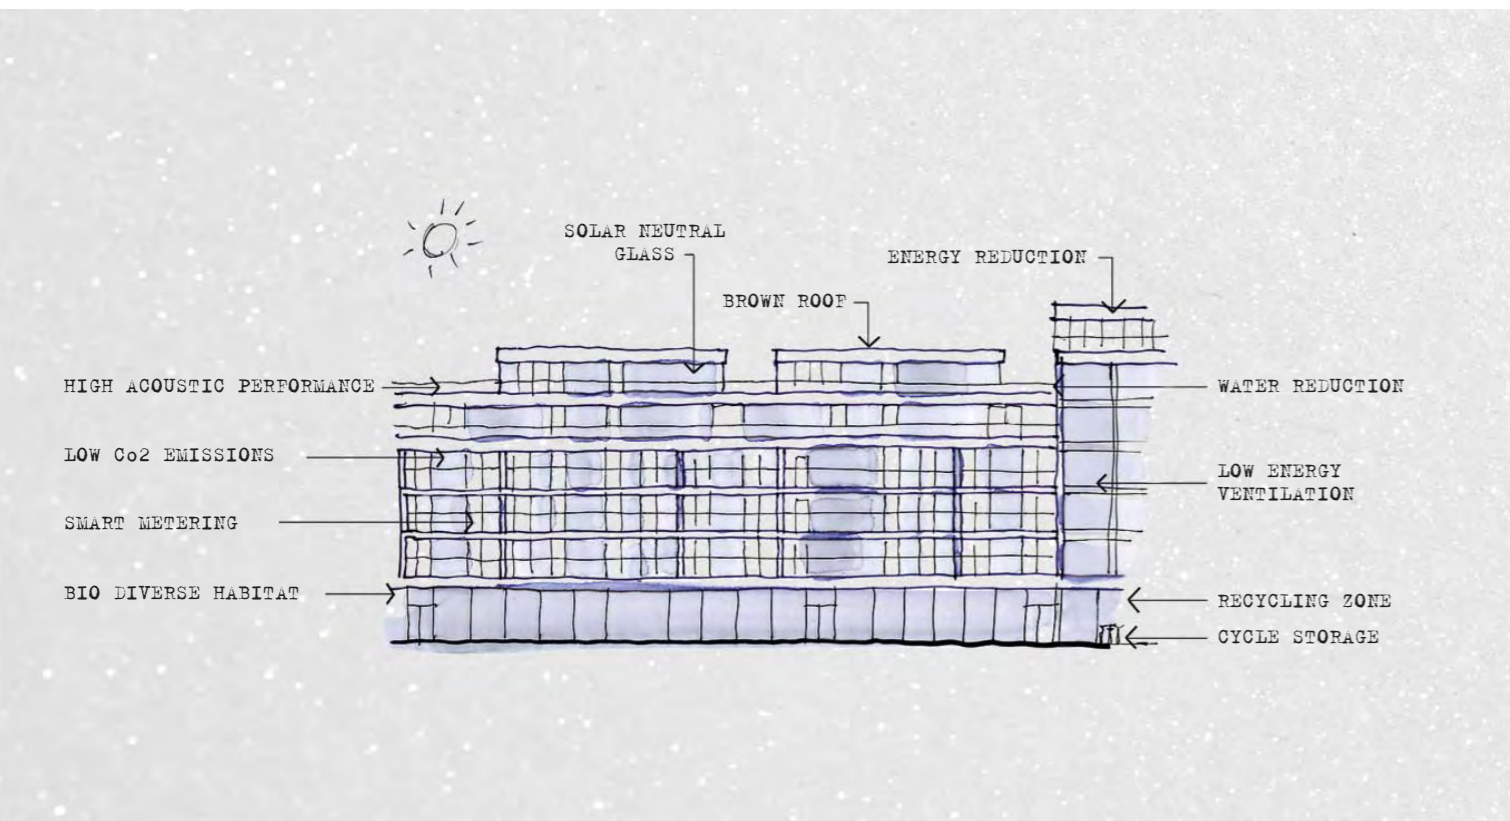 SOLAR NEUTRAL
GLASS
ENERGY REDUCTION
BROWN ROOF
HIGH ACOUSTIC PERFORMANCE
WATER REDUCTION
LOW Co2 EMISSIONS
LOW ENERGY
VENTILATION
SMART METERING
BIO DIVERSE HABITAT
RECYCLING ZONE
CYCLE STORAGE